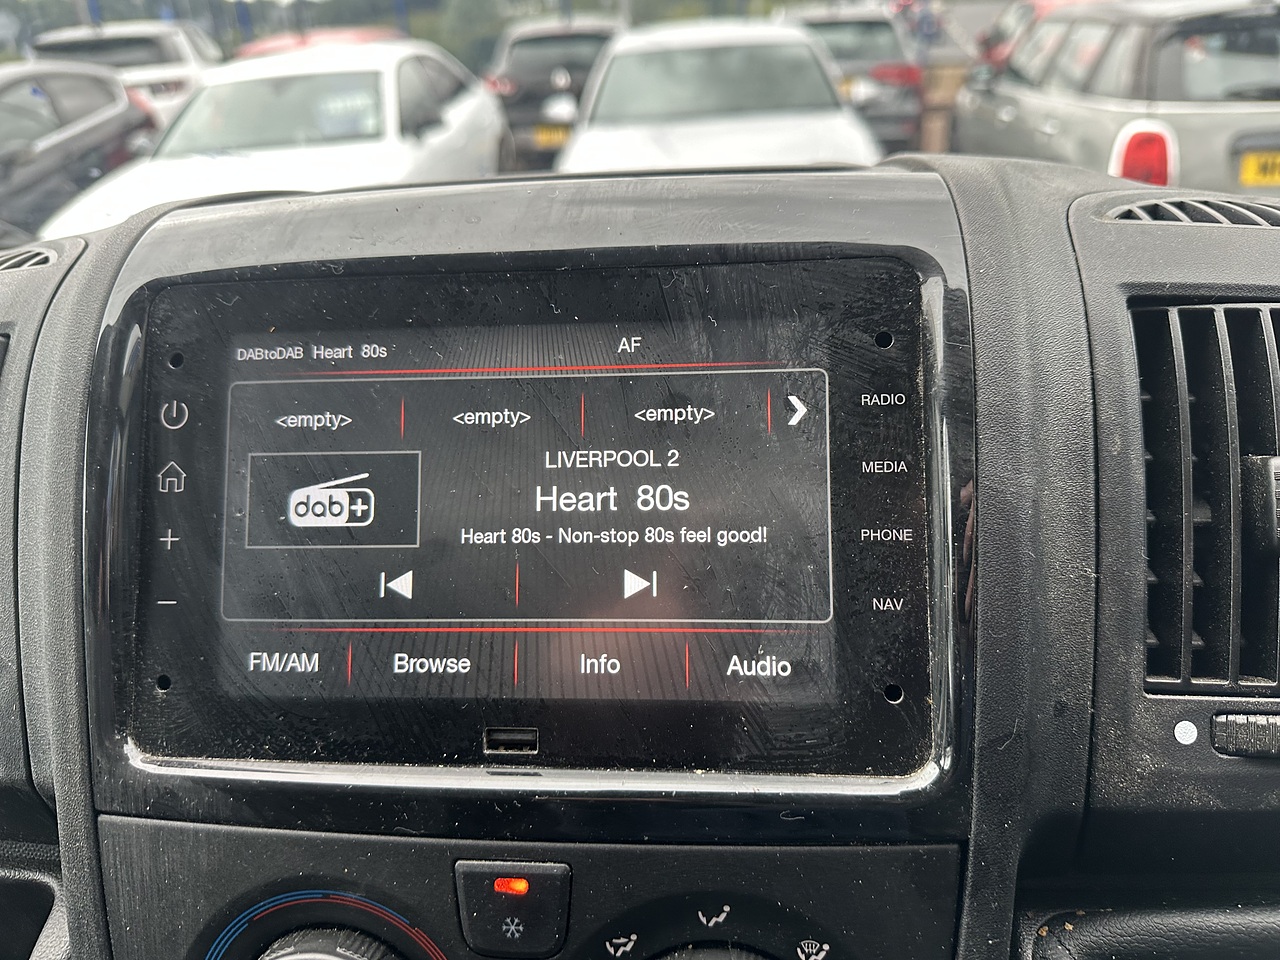 DABtoDAB Heart 80s
AF
<empty>
<empty>
<empty>
LIVERPOOL 2
dab+
Heart 80s
Heart 80s - Non-stop 80s feel good!
FM/AM
Browse
Info
Audio
RADIO
MEDIA
PHONE
NAV